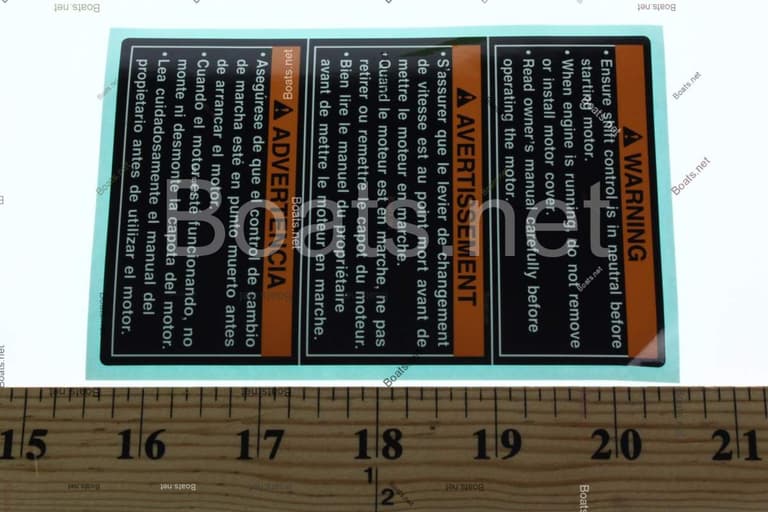 WARNING
• Ensure shift control is in neutral before
starting motor.
• When engine is running, do not remove
or install motor cover.
• Read owner's manual carefully before
operating the motor.
AVERTISSEMENT
• S'assurer que le levier de changement
de vitesse est au point mort avant de
mettre le moteur en marche.
• Quand le moteur est en marche, ne pas
retirer ou remettre le capot du moteur.
• Bien lire le manuel du propriétaire
avant de mettre le moteur en marche.
ADVERTENCIA
• Asegúrese de que el control de cambio
de marcha esté en punto muerto antes
de arrancar el motor.
• Cuando el motor esté funcionando, no
monte ni desmonte la capota del motor.
• Lea cuidadosamente el manual del
propietario antes de utilizar el motor.
Boats.net
15 16 17 18 19 20 21
1
2